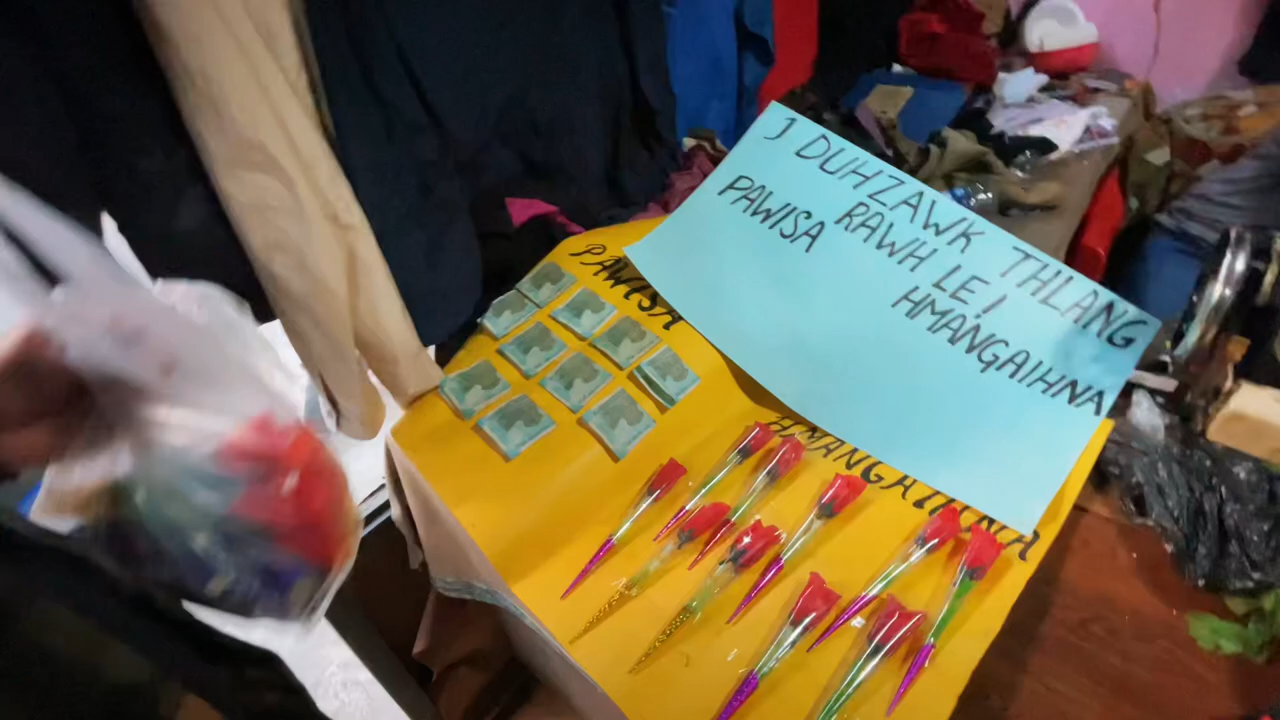 I DUHZAWK THLANG
RAWH LE!
PAWISA
HMANGAIHNA
PAWISA
HMANGAIHNA